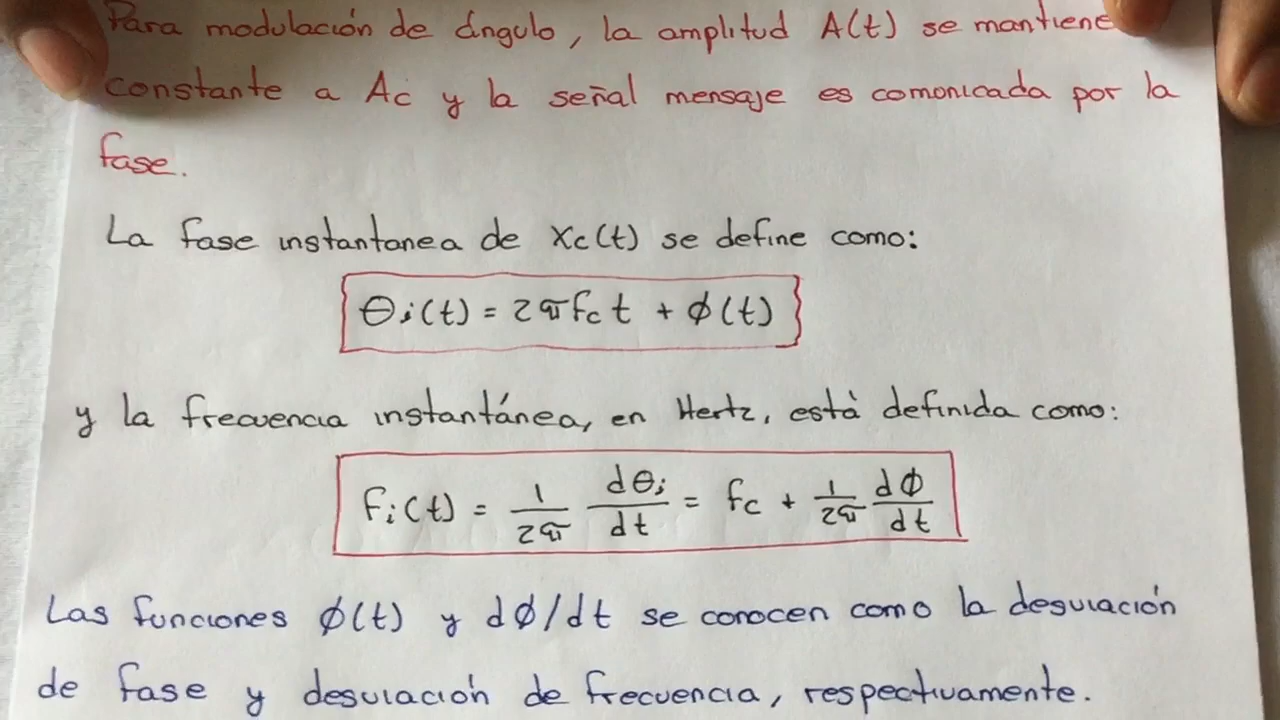 Para modulación de ángulo, la amplitud A(t) se mantiene
constante a Ac y la señal mensaje es comonicada por la
fase.
La fase instantanea de Xc(t) se define como:
θi(t) = 2πfct + ϕ(t)
y la frecuencia instantánea, en Hertz, está definida como:
fi(t) = 1/2π dθi/dt = fc + 1/2π dϕ/dt
Las funciones ϕ(t) y dϕ/dt se conocen como la desviación
de fase y desviación de frecuencia, respectivamente.